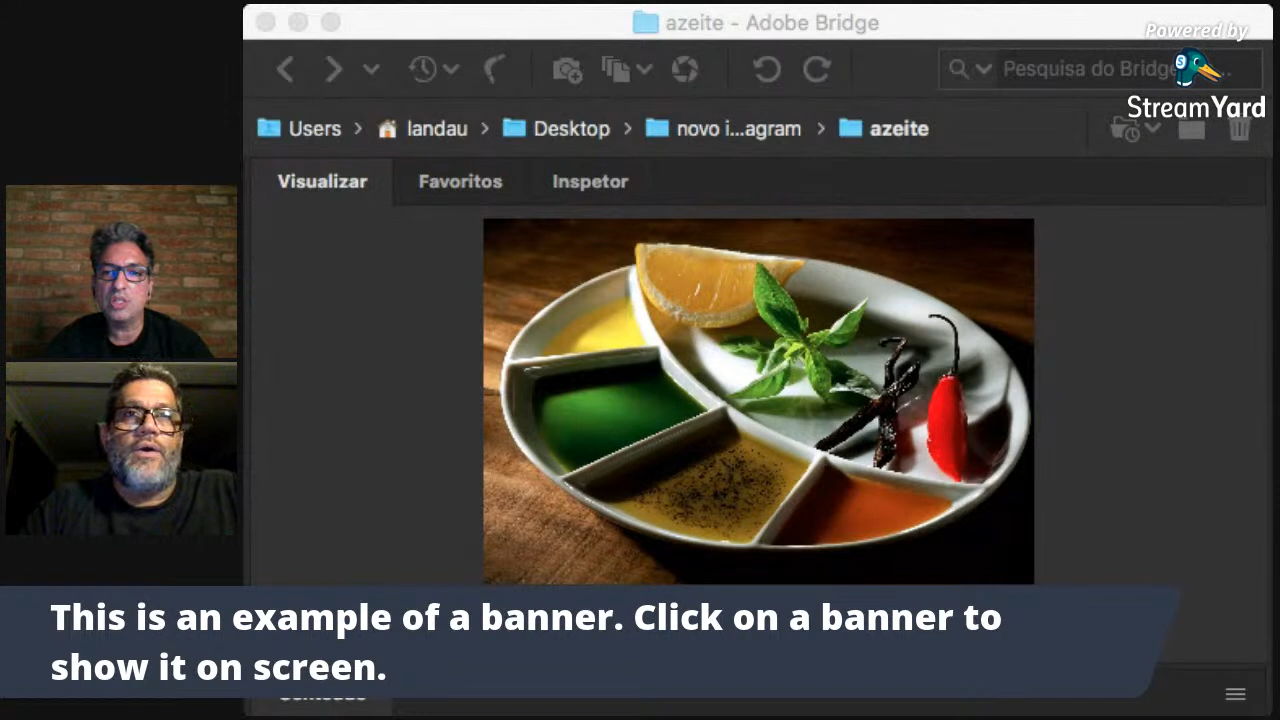 azeite - Adobe Bridge
Powered by
Pesquisa do Bridge
StreamYard
Users > landau > Desktop > novo i...agram > azeite
Visualizar Favoritos Inspetor
This is an example of a banner. Click on a banner to
show it on screen.